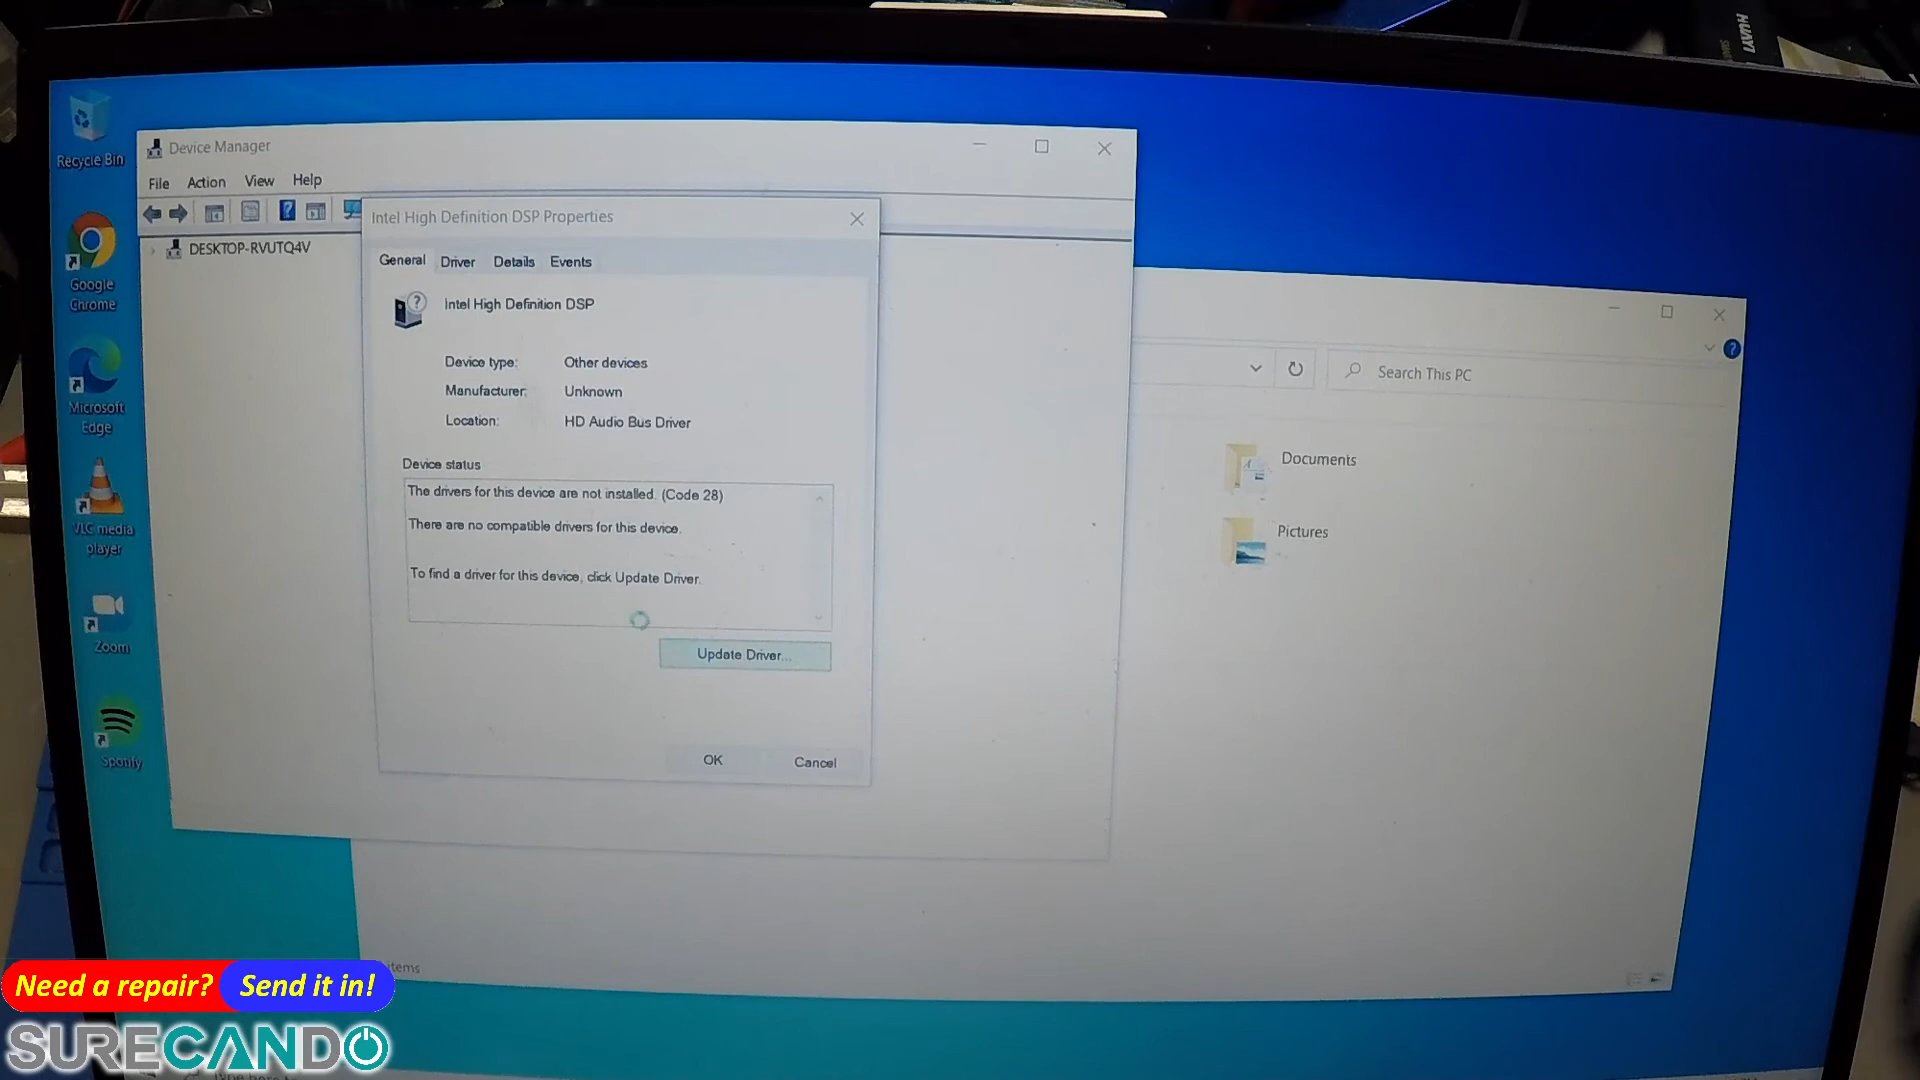 HUAYI
Recycle Bin
Google
Chrome
Microsoft
Edge
VLC media
player
Zoom
Spotify
Device Manager
File Action View Help
DESKTOP-RVUTQ4V
Intel High Definition DSP Properties
General Driver Details Events
Intel High Definition DSP
Device type: Other devices
Manufacturer: Unknown
Location: HD Audio Bus Driver
Device status
The drivers for this device are not installed. (Code 28)
There are no compatible drivers for this device.
To find a driver for this device, click Update Driver.
Update Driver...
OK Cancel
Search This PC
Documents
Pictures
items
Need a repair? Send it in!
SURECANDO